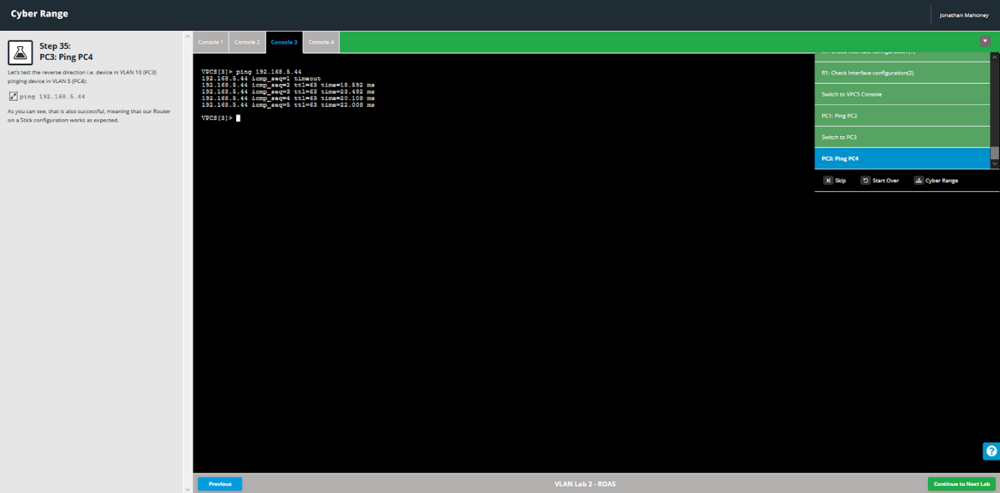 Cyber Range
Jonathan Mahoney
Step 35:
PC3: Ping PC4
Let's test the reverse direction i.e. device in VLAN 10 (PC3)
pinging device in VLAN 5 (PC4):
ping 192.168.5.44
As you can see, that is also successful, meaning that our Router
on a Stick configuration works as expected.
Console 1
Console 2
Console 3
Console 4
VPCS[3]> ping 192.168.5.44
192.168.5.44 icmp_seq=1 timeout
192.168.5.44 icmp_seq=2 ttl=63 time=18.592 ms
192.168.5.44 icmp_seq=3 ttl=63 time=23.492 ms
192.168.5.44 icmp_seq=4 ttl=63 time=20.108 ms
192.168.5.44 icmp_seq=5 ttl=63 time=22.008 ms
VPCS[3]>
R1: Check Interface configuration (1)
R1: Check Interface configuration(2)
Switch to VPCS Console
PC1: Ping PC2
Switch to PC3
PC3: Ping PC4
Skip
Start Over
Cyber Range
Previous
VLAN Lab 2 - ROAS
Continue to Next Lab